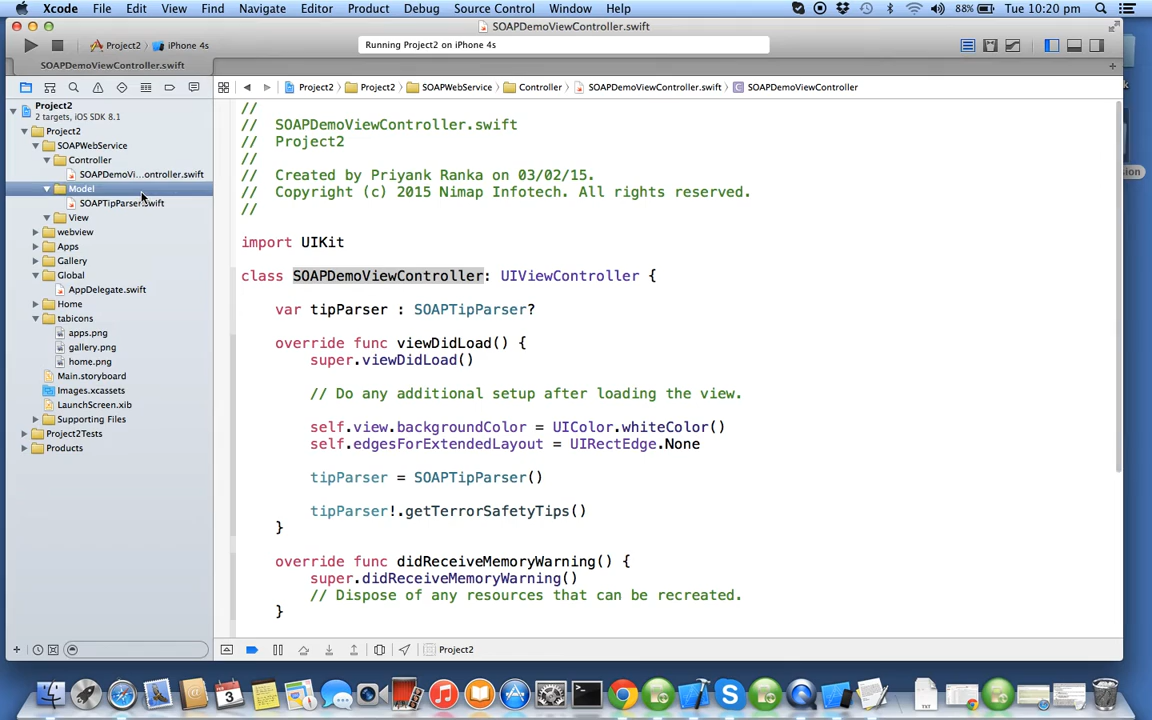 Xcode File Edit View Find Navigate Editor Product Debug Source Control Window Help 88% Tue 10:20 pm
SOAPDemoViewController.swift
Project2 〉 iPhone 4s
Running Project2 on iPhone 4s
SOAPDemoViewController.swift
Project2 〉 Project2 〉 SOAPWebService 〉 Controller 〉 SOAPDemoViewController.swift 〉 C SOAPDemoViewController
Project2
2 targets, iOS SDK 8.1
Project2
SOAPWebService
Controller
SOAPDemoVi...ontroller.swift
Model
SOAPTipParser.swift
View
webview
Apps
Gallery
Global
AppDelegate.swift
Home
tabicons
apps.png
gallery.png
home.png
Main.storyboard
Images.xcassets
LaunchScreen.xib
Supporting Files
Project2Tests
Products
//
// SOAPDemoViewController.swift
// Project2
//
// Created by Priyank Ranka on 03/02/15.
// Copyright (c) 2015 Nimap Infotech. All rights reserved.
//
import UIKit
class SOAPDemoViewController: UIViewController {
var tipParser : SOAPTipParser?
override func viewDidLoad() {
super.viewDidLoad()
// Do any additional setup after loading the view.
self.view.backgroundColor = UIColor.whiteColor()
self.edgesForExtendedLayout = UIRectEdge.None
tipParser = SOAPTipParser()
tipParser!.getTerrorSafetyTips()
}
override func didReceiveMemoryWarning() {
super.didReceiveMemoryWarning()
// Dispose of any resources that can be recreated.
}
Project2